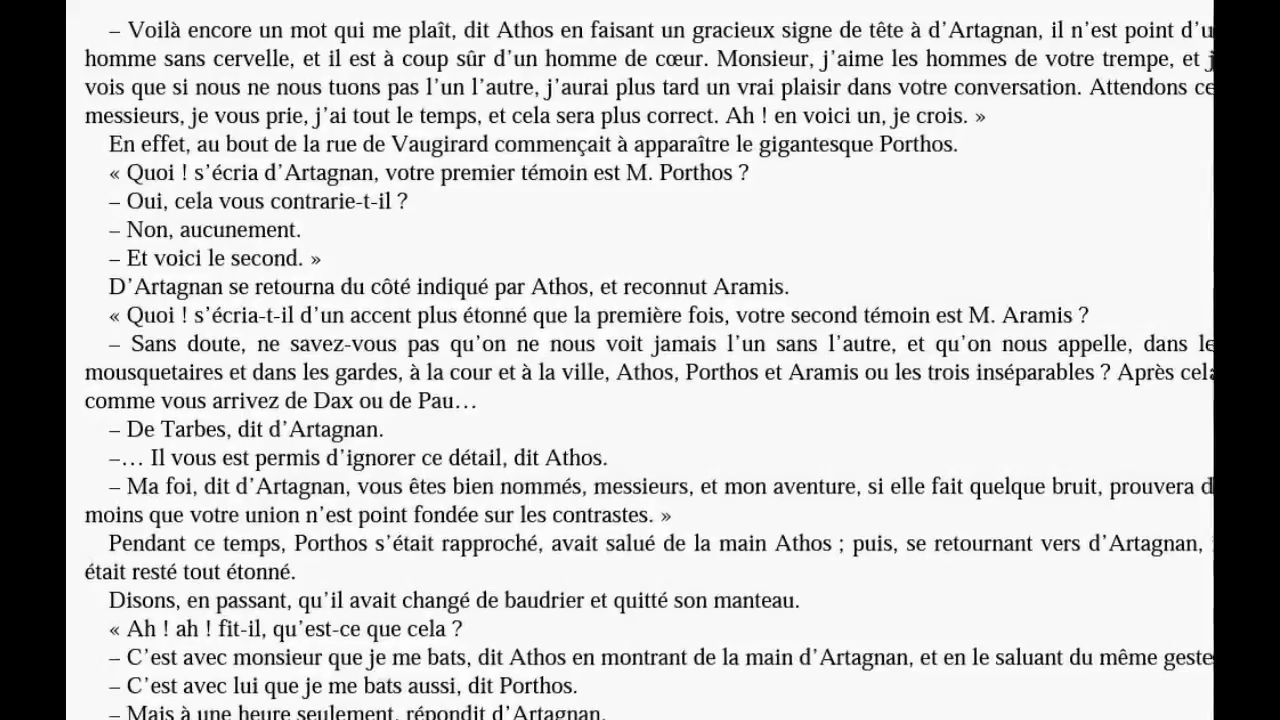 – Voilà encore un mot qui me plaît, dit Athos en faisant un gracieux signe de tête à d’Artagnan, il n’est point
homme sans cervelle, et il est à coup sûr d’un homme de cœur. Monsieur, j’aime les hommes de votre trempe, et
vois que si nous ne nous tuons pas l’un l’autre, j’aurai plus tard un vrai plaisir dans votre conversation. Attendons
messieurs, je vous prie, j’ai tout le temps, et cela sera plus correct. Ah ! en voici un, je crois. »
En effet, au bout de la rue de Vaugirard commençait à apparaître le gigantesque Porthos.
« Quoi ! s’écria d’Artagnan, votre premier témoin est M. Porthos ?
– Oui, cela vous contrarie-t-il ?
– Non, aucunement.
– Et voici le second. »
D’Artagnan se retourna du côté indiqué par Athos, et reconnut Aramis.
« Quoi ! s’écria-t-il d’un accent plus étonné que la première fois, votre second témoin est M. Aramis ?
– Sans doute, ne savez-vous pas qu’on ne nous voit jamais l’un sans l’autre, et qu’on nous appelle, dans
mousquetaires et dans les gardes, à la cour et à la ville, Athos, Porthos et Aramis ou les trois inséparables ? Après cela
comme vous arrivez de Dax ou de Pau…
– De Tarbes, dit d’Artagnan.
–… Il vous est permis d’ignorer ce détail, dit Athos.
– Ma foi, dit d’Artagnan, vous êtes bien nommés, messieurs, et mon aventure, si elle fait quelque bruit, prouvera
moins que votre union n’est point fondée sur les contrastes. »
Pendant ce temps, Porthos s’était rapproché, avait salué de la main Athos ; puis, se retournant vers d’Artagnan,
était resté tout étonné.
Disons, en passant, qu’il avait changé de baudrier et quitté son manteau.
« Ah ! ah ! fit-il, qu’est-ce que cela ?
– C’est avec monsieur que je me bats, dit Athos en montrant de la main d’Artagnan, et en le saluant du même geste
– C’est avec lui que je me bats aussi, dit Porthos.
– Mais à une heure seulement, répondit d’Artagnan.